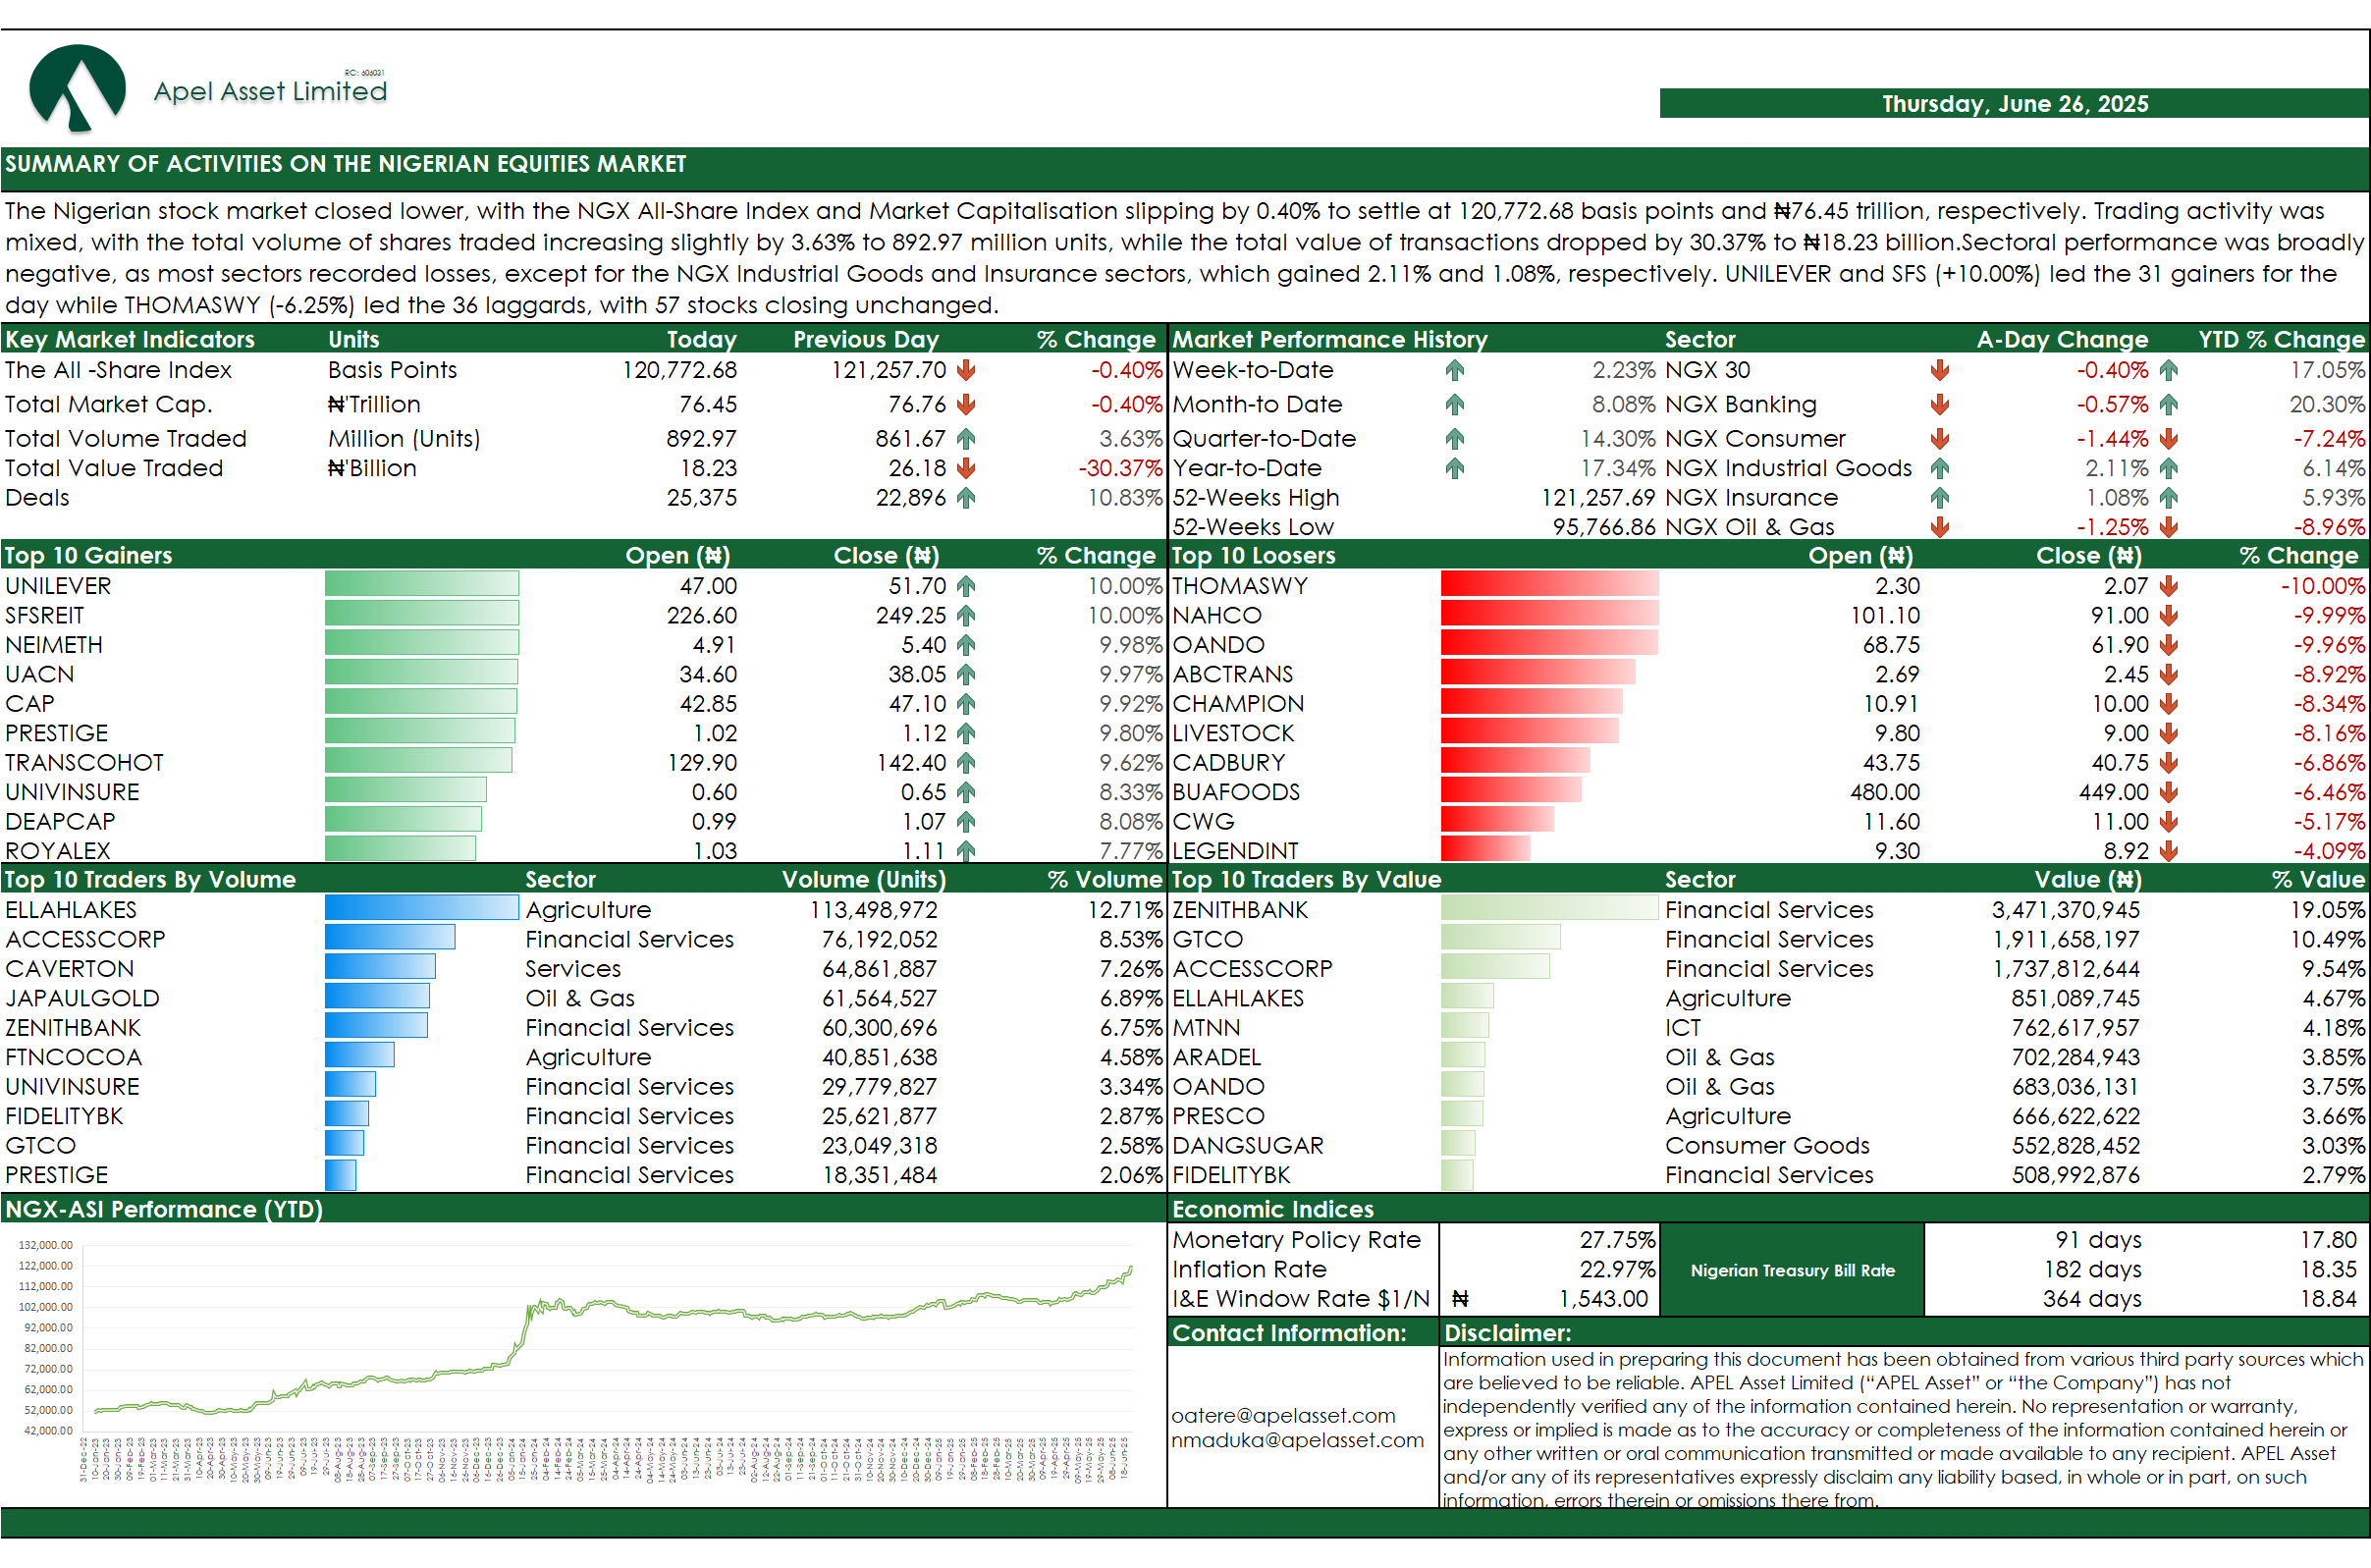 RC: 606031
Apel Asset Limited
Thursday, June 26, 2025
SUMMARY OF ACTIVITIES ON THE NIGERIAN EQUITIES MARKET
The Nigerian stock market closed lower, with the NGX All-Share Index and Market Capitalisation slipping by 0.40% to settle at 120,772.68 basis points and ₦76.45 trillion, respectively. Trading activity was
mixed, with the total volume of shares traded increasing slightly by 3.63% to 892.97 million units, while the total value of transactions dropped by 30.37% to ₦18.23 billion.Sectoral performance was broadly
negative, as most sectors recorded losses, except for the NGX Industrial Goods and Insurance sectors, which gained 2.11% and 1.08%, respectively. UNILEVER and SFS (+10.00%) led the 31 gainers for the
day while THOMASWY (-6.25%) led the 36 laggards, with 57 stocks closing unchanged.
Key Market Indicators Units Today Previous Day % Change
The All -Share Index Basis Points 120,772.68 121,257.70 -0.40%
Total Market Cap. ₦'Trillion 76.45 76.76 -0.40%
Total Volume Traded Million (Units) 892.97 861.67 3.63%
Total Value Traded ₦'Billion 18.23 26.18 -30.37%
Deals 25,375 22,896 10.83%
Market Performance History Sector A-Day Change YTD % Change
Week-to-Date 2.23% NGX 30 -0.40% 17.05%
Month-to Date 8.08% NGX Banking -0.57% 20.30%
Quarter-to-Date 14.30% NGX Consumer -1.44% -7.24%
Year-to-Date 17.34% NGX Industrial Goods 2.11% 6.14%
52-Weeks High 121,257.69 NGX Insurance 1.08% 5.93%
52-Weeks Low 95,766.86 NGX Oil & Gas -1.25% -8.96%
Top 10 Gainers Open (₦) Close (₦) % Change
UNILEVER 47.00 51.70 10.00%
SFSREIT 226.60 249.25 10.00%
NEIMETH 4.91 5.40 9.98%
UACN 34.60 38.05 9.97%
CAP 42.85 47.10 9.92%
PRESTIGE 1.02 1.12 9.80%
TRANSCOHOT 129.90 142.40 9.62%
UNIVINSURE 0.60 0.65 8.33%
DEAPCAP 0.99 1.07 8.08%
ROYALEX 1.03 1.11 7.77%
Top 10 Loosers Open (₦) Close (₦) % Change
THOMASWY 2.30 2.07 -10.00%
NAHCO 101.10 91.00 -9.99%
OANDO 68.75 61.90 -9.96%
ABCTRANS 2.69 2.45 -8.92%
CHAMPION 10.91 10.00 -8.34%
LIVESTOCK 9.80 9.00 -8.16%
CADBURY 43.75 40.75 -6.86%
BUAFOODS 480.00 449.00 -6.46%
CWG 11.60 11.00 -5.17%
LEGENDINT 9.30 8.92 -4.09%
Top 10 Traders By Volume Sector Volume (Units) % Volume
ELLAHLAKES Agriculture 113,498,972 12.71%
ACCESSCORP Financial Services 76,192,052 8.53%
CAVERTON Services 64,861,887 7.26%
JAPAULGOLD Oil & Gas 61,564,527 6.89%
ZENITHBANK Financial Services 60,300,696 6.75%
FTNCOCOA Agriculture 40,851,638 4.58%
UNIVINSURE Financial Services 29,779,827 3.34%
FIDELITYBK Financial Services 25,621,877 2.87%
GTCO Financial Services 23,049,318 2.58%
PRESTIGE Financial Services 18,351,484 2.06%
Top 10 Traders By Value Sector Value (₦) % Value
ZENITHBANK Financial Services 3,471,370,945 19.05%
GTCO Financial Services 1,911,658,197 10.49%
ACCESSCORP Financial Services 1,737,812,644 9.54%
ELLAHLAKES Agriculture 851,089,745 4.67%
MTNN ICT 762,617,957 4.18%
ARADEL Oil & Gas 702,284,943 3.85%
OANDO Oil & Gas 683,036,131 3.75%
PRESCO Agriculture 666,622,622 3.66%
DANGSUGAR Consumer Goods 552,828,452 3.03%
FIDELITYBK Financial Services 508,992,876 2.79%
NGX-ASI Performance (YTD)
132,000.00
122,000.00
112,000.00
102,000.00
92,000.00
82,000.00
72,000.00
62,000.00
52,000.00
42,000.00
Economic Indices
Monetary Policy Rate 27.75%
Inflation Rate 22.97%
I&E Window Rate $1/N ₦ 1,543.00
Nigerian Treasury Bill Rate
91 days 17.80
182 days 18.35
364 days 18.84
Contact Information:
oatere@apelasset.com
nmaduka@apelasset.com
Disclaimer:
Information used in preparing this document has been obtained from various third party sources which
are believed to be reliable. APEL Asset Limited (“APEL Asset” or “the Company”) has not
independently verified any of the information contained herein. No representation or warranty,
express or implied is made as to the accuracy or completeness of the information contained herein or
any other written or oral communication transmitted or made available to any recipient. APEL Asset
and/or any of its representatives expressly disclaim any liability based, in whole or in part, on such
information, errors therein or omissions there from.